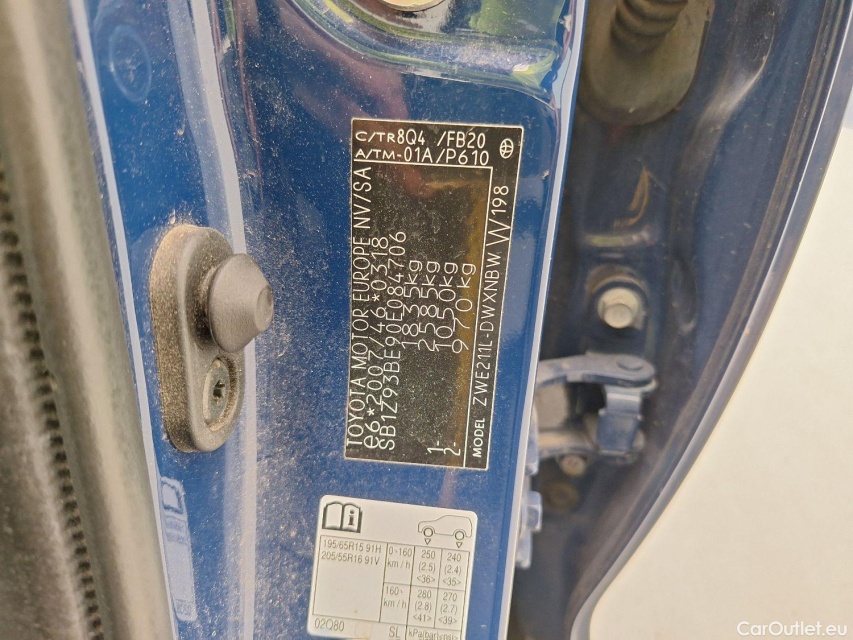 C/TR8Q4 /FB20
A/TM-01A/P610
TOYOTA MOTOR EUROPE NV/SA
e6*2007/46*0318
SB1Z93BE90E084706
1835kg
2585kg
1- 1050kg
2- 970kg
MODEL ZWE211L-DWXNBW W198
195/65R15 91H
205/55R16 91V
0~160 km/h
250 (2.5) <36>
240 (2.4) <35>
160~ km/h
280 (2.8) <41>
270 (2.7) <39>
02Q80
SL
kPa(bar)<psi>
CarOutlet.eu